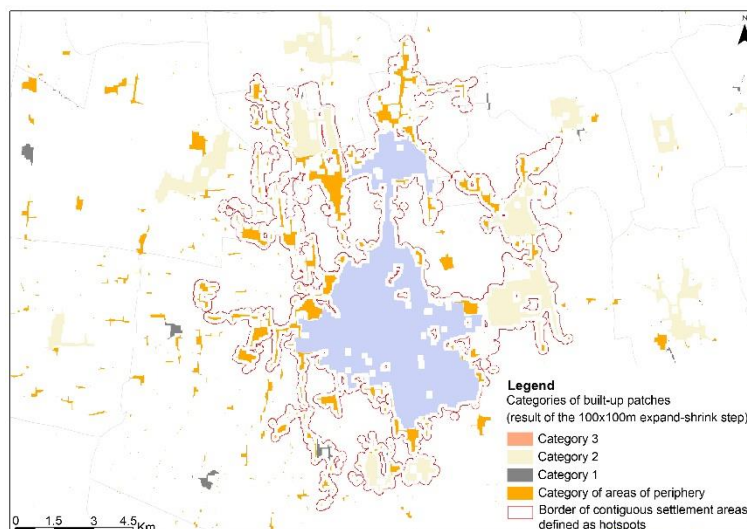 N
Legend
Categories of built-up patches
(result of the 100x100m expand-shrink step)
Category 3
Category 2
Category 1
Category of areas of periphery
Border of contiguous settlement areas
defined as hotspots
0 1.5 3 4.5
Km